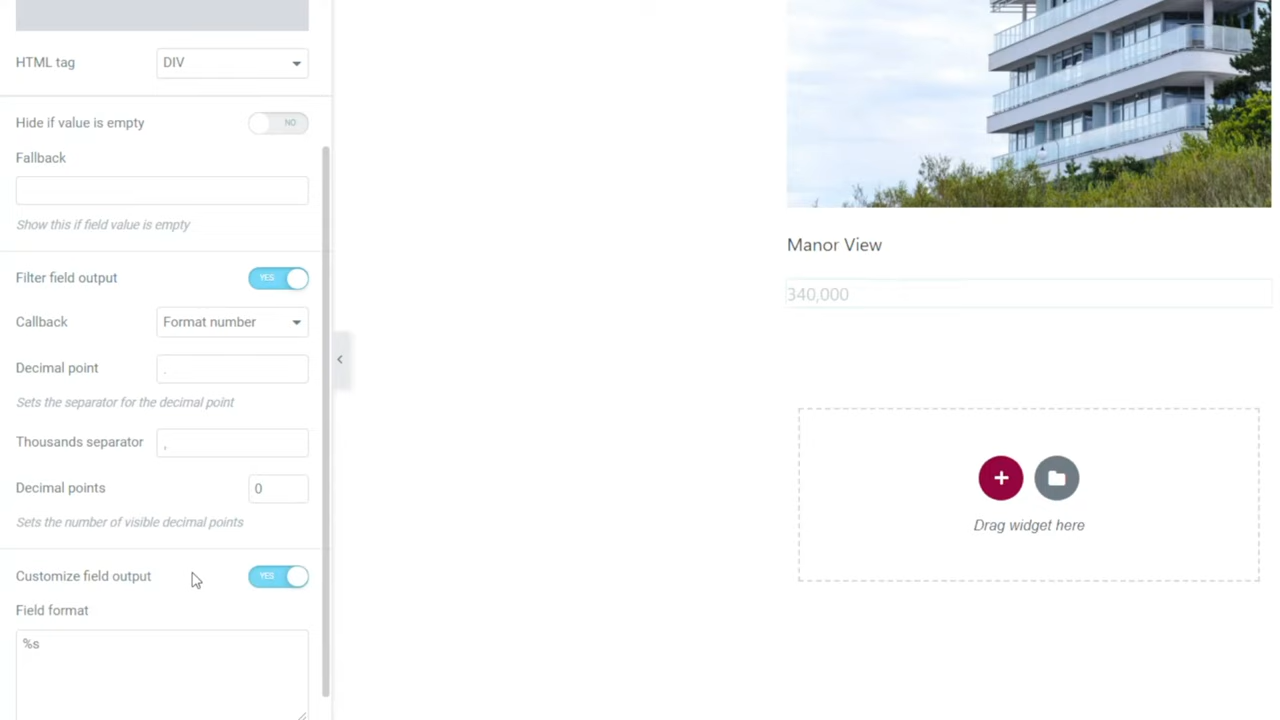 HTML tag
DIV
Hide if value is empty
NO
Fallback
Show this if field value is empty
Filter field output
YES
Callback
Format number
Decimal point
.
Sets the separator for the decimal point
Thousands separator
,
Decimal points
0
Sets the number of visible decimal points
Customize field output
YES
Field format
%s
Manor View
340,000
Drag widget here